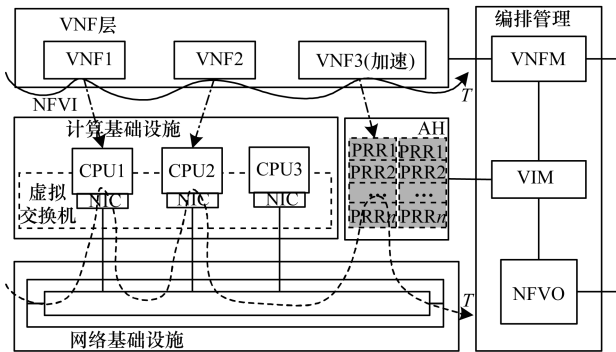 VNF层
编排管理
VNF1
VNF2
VNF3(加速)
VNFM
T
NFVI
计算基础设施
AH
CPU1
CPU2
CPU3
PRR1
PRR1
PRR2
PRR2
VIM
虚拟
交换机
NIC
NIC
NIC
...
...
PRRn
PRRn
T
NFVO
网络基础设施